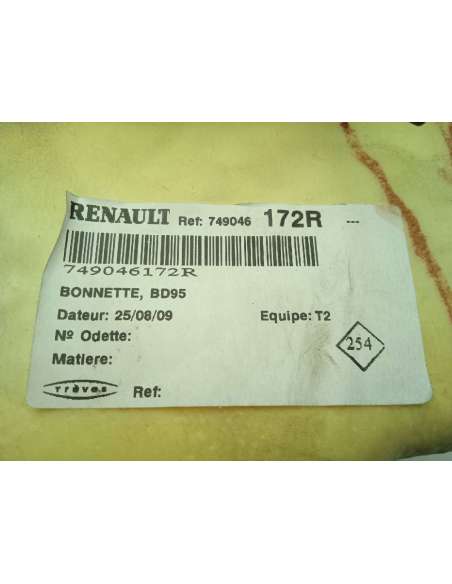 RENAULT Ref: 749046 172R ---
749046172R
BONNETTE, BD95
Dateur: 25/08/09 Equipe: T2
Nº Odette:
254
Matiere:
Trèves Ref: